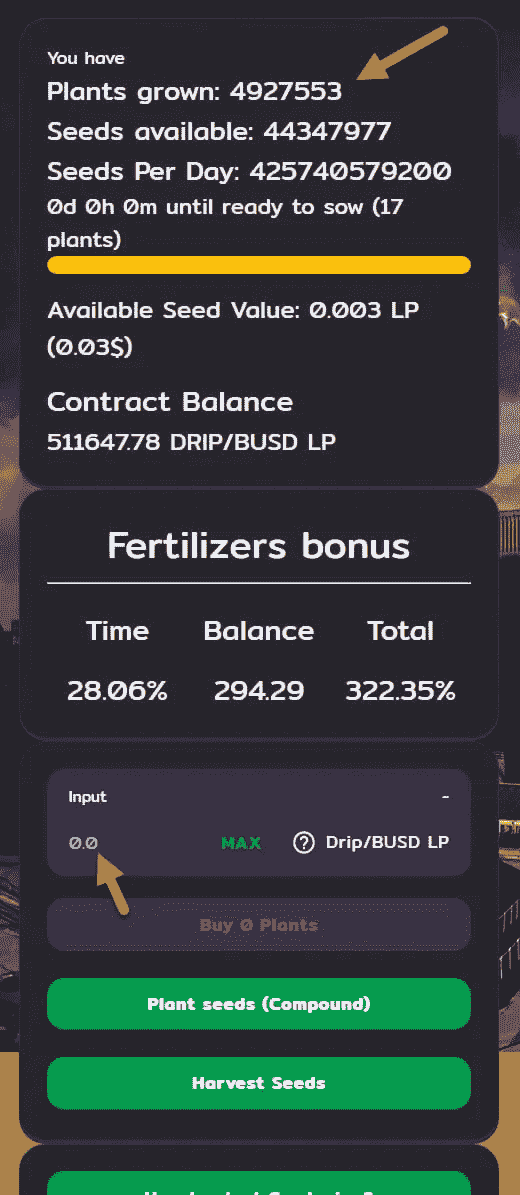 You have
Plants grown: 4927553
Seeds available: 44347977
Seeds Per Day: 425740579200
0d 0h 0m until ready to sow (17
plants)
Available Seed Value: 0.003 LP
(0.03$)
Contract Balance
511647.78 DRIP/BUSD LP
Fertilizers bonus
Time Balance Total
28.06% 294.29 322.35%
Input -
0.0 MAX ? Drip/BUSD LP
Buy 0 Plants
Plant seeds (Compound)
Harvest Seeds